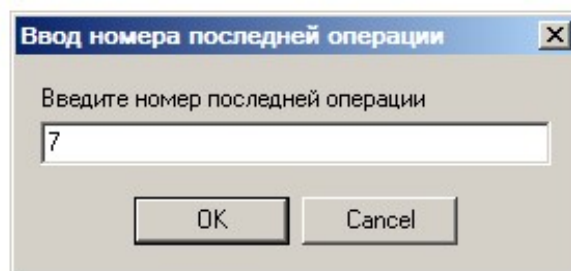 Ввод номера последней операции
Введите номер последней операции
7
OK
Cancel